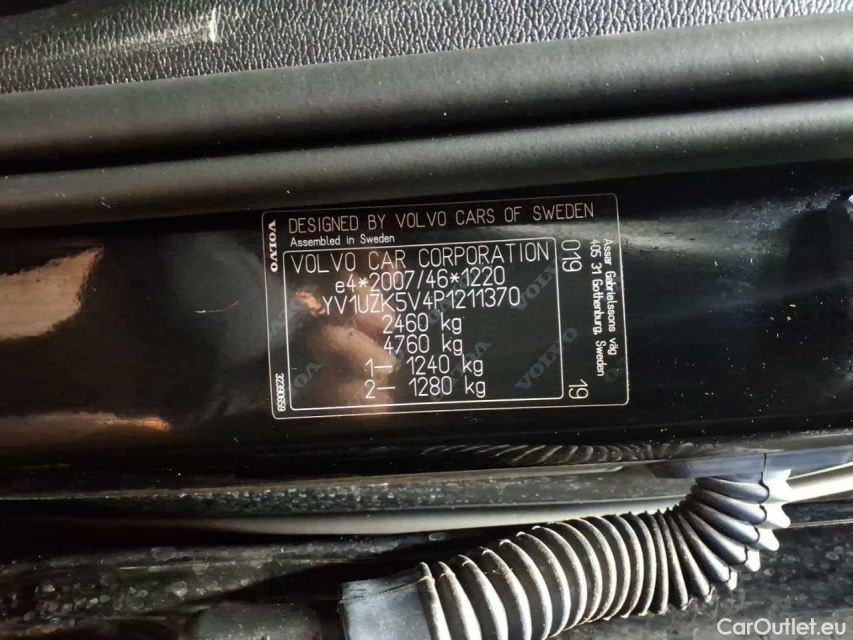 DESIGNED BY VOLVO CARS OF SWEDEN
Assembled in Sweden
VOLVO
VOLVO CAR CORPORATION
e4*2007/46*1220
YV1UZK5V4P1211370
2460 kg
4760 kg
1– 1240 kg
2– 1280 kg
019
19
Assar Gabrielssons väg
405 31 Gothenburg, Sweden
32390659
VOLVO
CarOutlet.eu